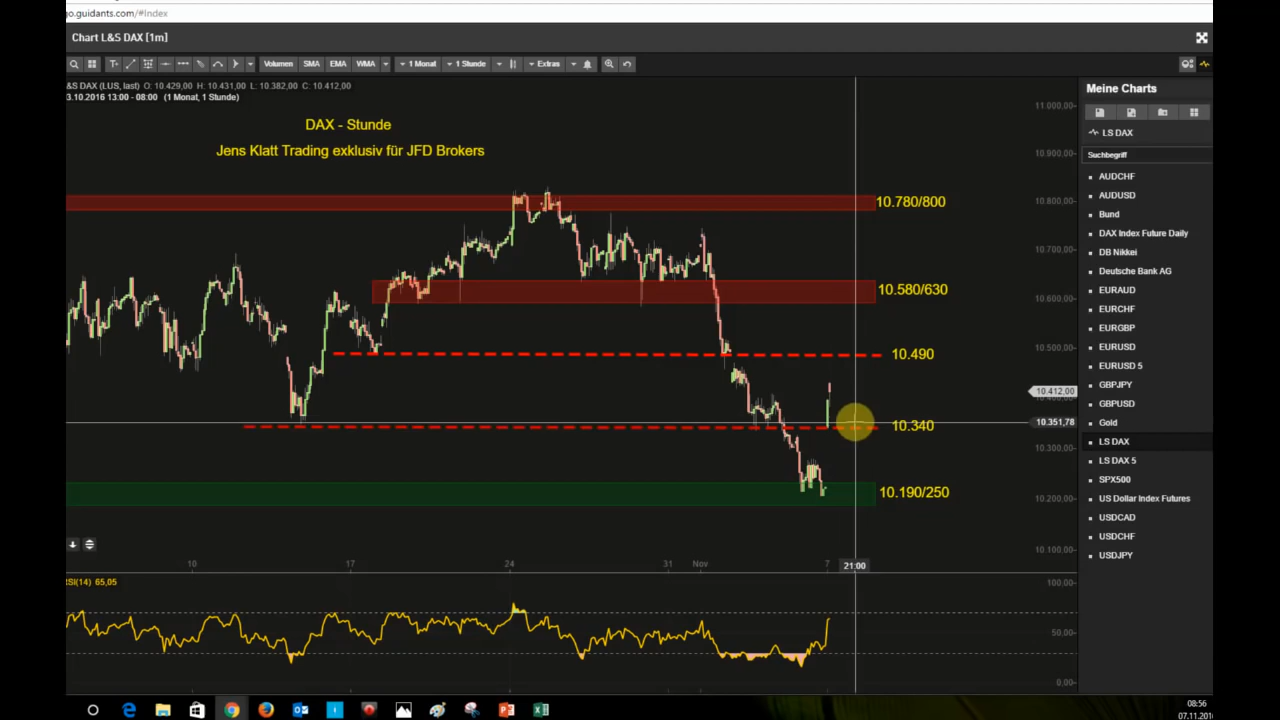 go.guidants.com/#Index
Chart L&S DAX [1m]
Volumen SMA EMA WMA 1 Monat 1 Stunde Extras
&S DAX (LUS, last) O: 10.429,00 H: 10.431,00 L: 10.382,00 C: 10.412,00
3.10.2016 13:00 - 08:00 (1 Monat, 1 Stunde)
DAX - Stunde
Jens Klatt Trading exklusiv für JFD Brokers
10.780/800
10.580/630
10.490
10.340
10.190/250
11.000,00
10.900,00
10.800,00
10.700,00
10.600,00
10.500,00
10.412,00
10.400,00
10.351,78
10.300,00
10.200,00
10.100,00
10 17 24 31 Nov 7 21:00
RSI(14) 65,05
100,00
50,00
0,00
Meine Charts
LS DAX
Suchbegriff
AUDCHF
AUDUSD
Bund
DAX Index Future Daily
DB Nikkei
Deutsche Bank AG
EURAUD
EURCHF
EURGBP
EURUSD
EURUSD 5
GBPJPY
GBPUSD
Gold
LS DAX
LS DAX 5
SPX500
US Dollar Index Futures
USDCAD
USDCHF
USDJPY
08:56
07.11.201